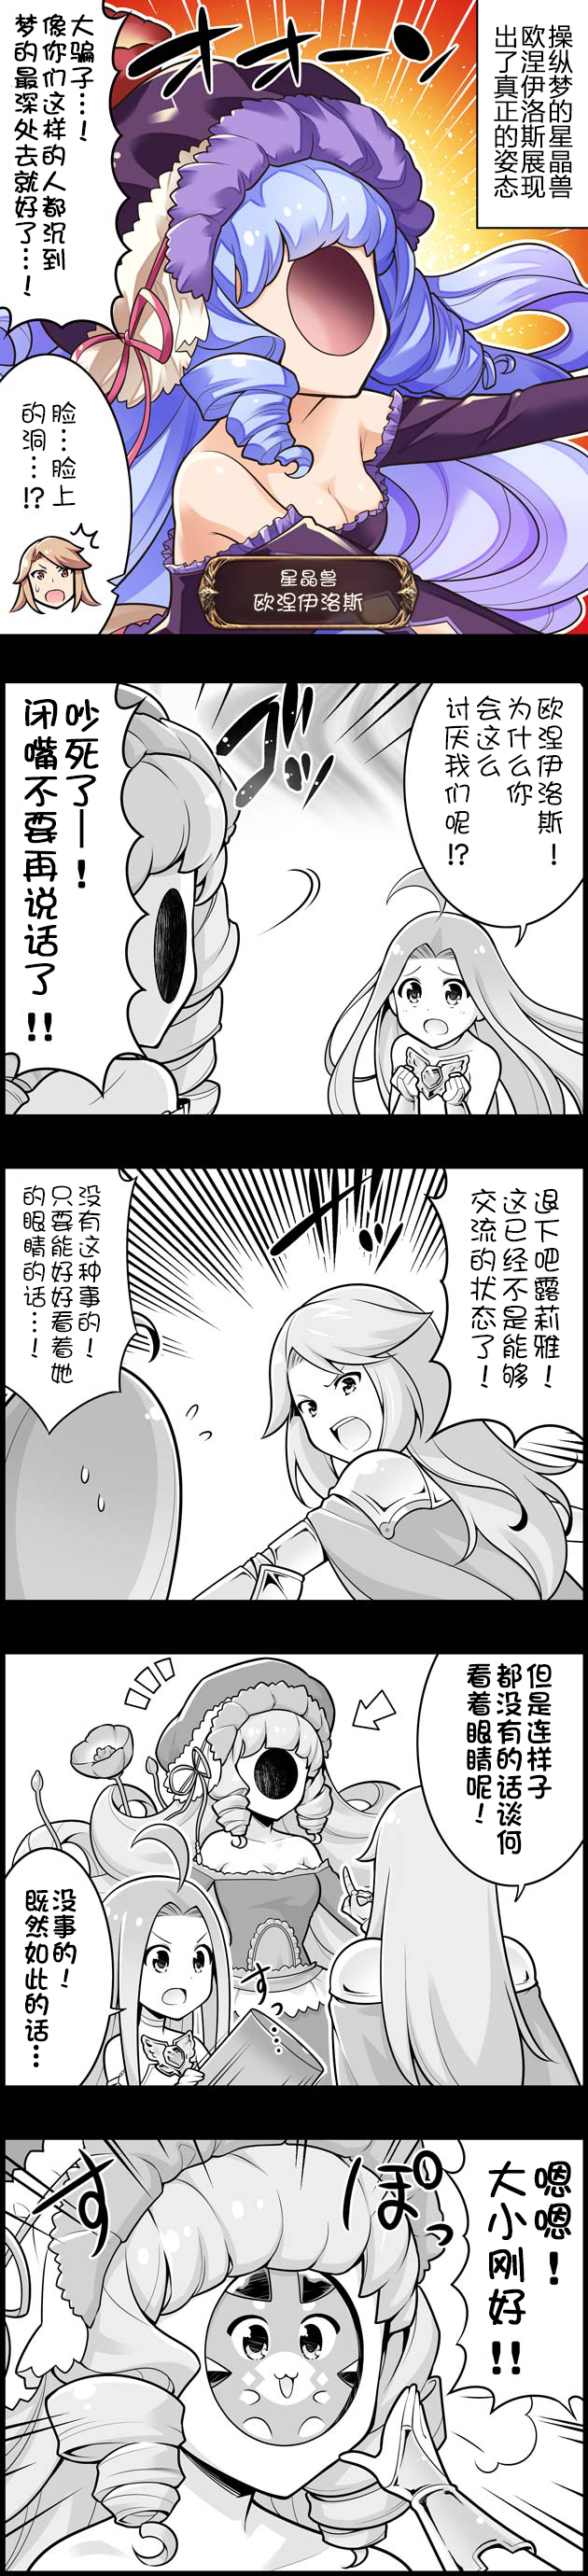 操纵梦的星晶兽
欧涅伊洛斯展现
出了真正的姿态
オオーン
大骗子…！
像你们这样的人都沉到
梦的最深处去就好了…！
脸…脸上
的洞…!?
星晶兽
欧涅伊洛斯
欧涅伊洛斯！
为什么你
会这么
讨厌我们呢!?
ブンッ
吵死了ー！
闭嘴不要再说话了!!
退下吧露莉雅！
这已经不是能够
交流的状态了！
オォン
没有这种事的！
只要能好好看着她
的眼睛的话…！
但是连样子
都没有的话谈何
看着眼睛呢！
没事的！
既然如此的话…
すっ…
嗯嗯！
大小刚好!!
すぽっ